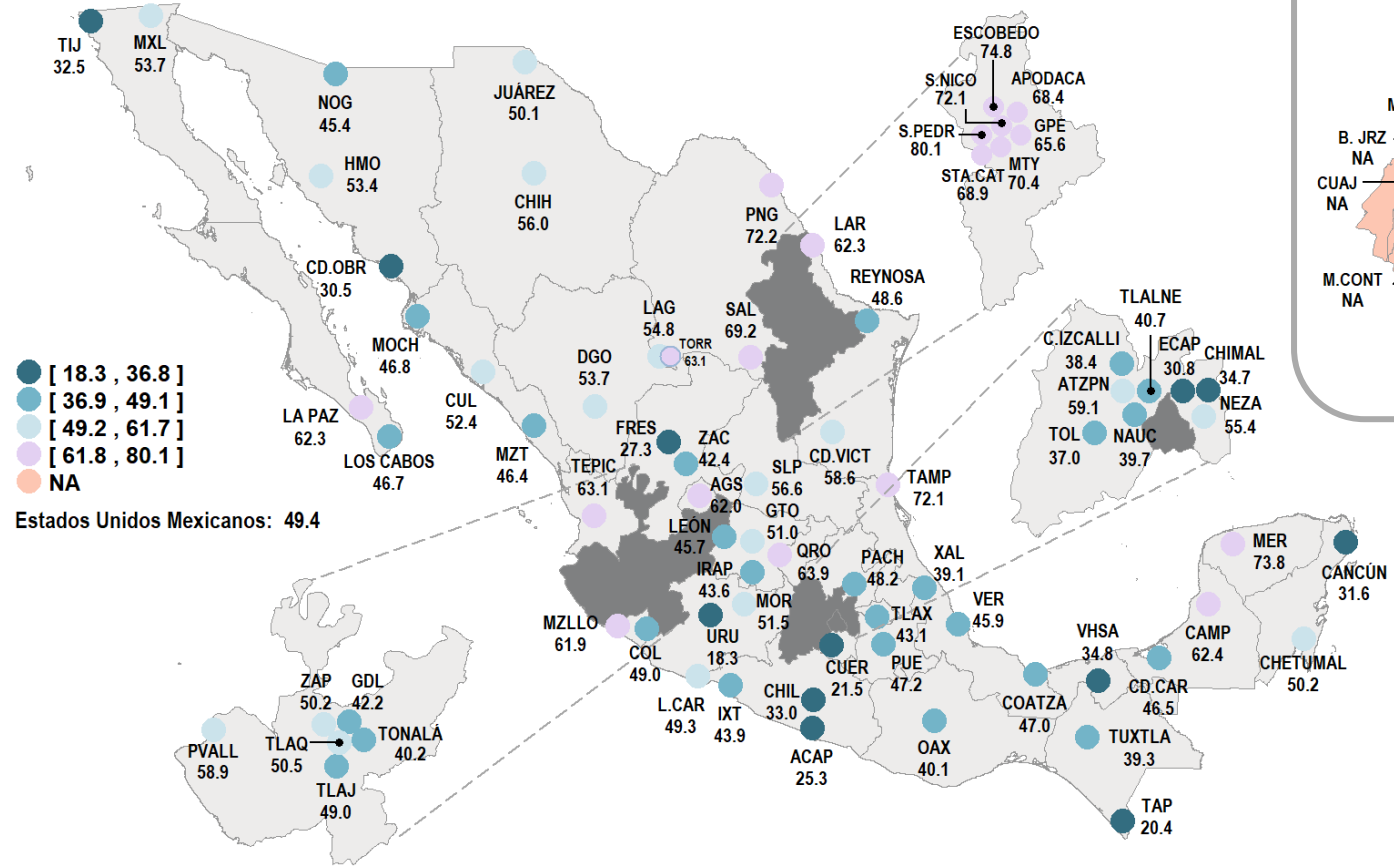 TIJ
32.5
MXL
53.7
NOG
45.4
HMO
53.4
JUÁREZ
50.1
CHIH
56.0
CD.OBR
30.5
MOCH
46.8
CUL
52.4
LA PAZ
62.3
LOS CABOS
46.7
MZT
46.4
DGO
53.7
LAG
54.8
TORR
63.1
SAL
69.2
PNG
72.2
LAR
62.3
REYNOSA
48.6
ESCOBEDO
74.8
S.NICO
72.1
APODACA
68.4
S.PEDR
80.1
GPE
65.6
STA.CAT
68.9
MTY
70.4
M
B. JRZ
NA
CUAJ
NA
M.CONT
NA
[ 18.3 , 36.8 ]
[ 36.9 , 49.1 ]
[ 49.2 , 61.7 ]
[ 61.8 , 80.1 ]
NA
Estados Unidos Mexicanos: 49.4
FRES
27.3
ZAC
42.4
TEPIC
63.1
AGS
62.0
SLP
56.6
CD.VICT
58.6
TAMP
72.1
LEÓN
45.7
GTO
51.0
IRAP
43.6
QRO
63.9
PACH
48.2
XAL
39.1
MOR
51.5
TLAX
43.1
VER
45.9
MZLLO
61.9
COL
49.0
URU
18.3
CUER
21.5
PUE
47.2
L.CAR
49.3
IXT
43.9
CHIL
33.0
ACAP
25.3
OAX
40.1
COATZA
47.0
VHSA
34.8
CD.CAR
46.5
TUXTLA
39.3
TAP
20.4
CAMP
62.4
MER
73.8
CANCÚN
31.6
CHETUMAL
50.2
TLALNE
40.7
C.IZCALLI
38.4
ECAP
30.8
CHIMAL
34.7
ATZPN
59.1
NEZA
55.4
TOL
37.0
NAUC
39.7
ZAP
50.2
GDL
42.2
PVALL
58.9
TLAQ
50.5
TONALÁ
40.2
TLAJ
49.0